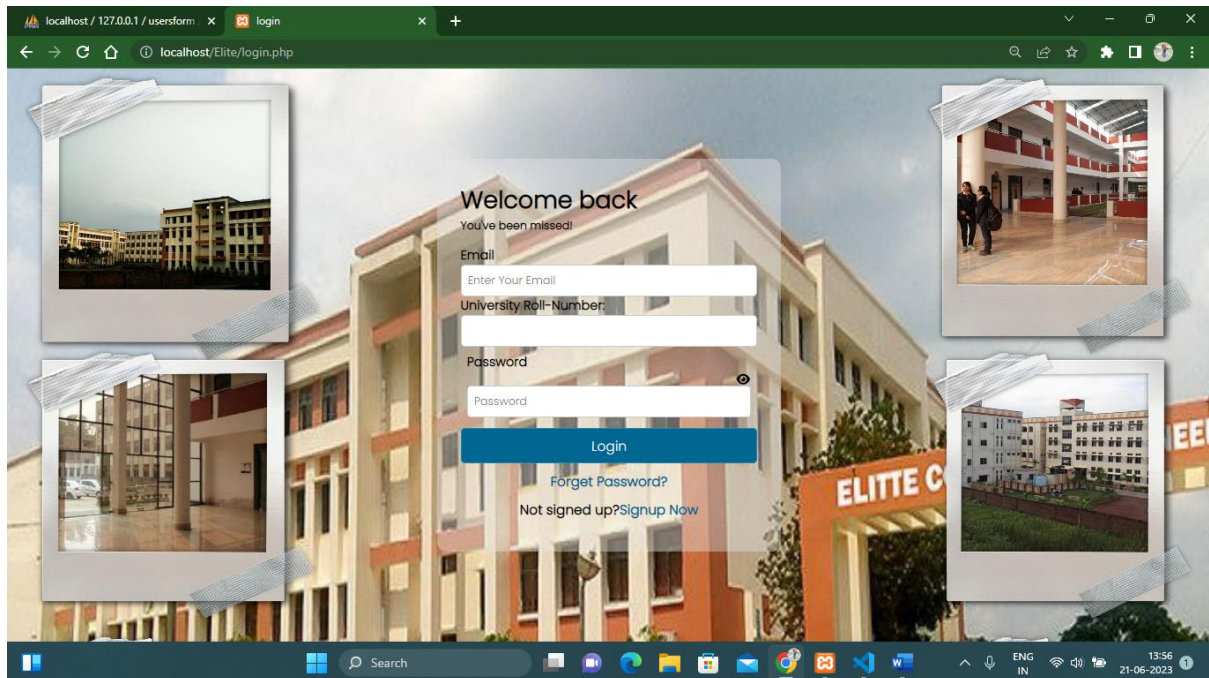 localhost / 127.0.0.1 / usersform
login
localhost/Elite/login.php
Welcome back
You've been missed!
Email
Enter Your Email
University Roll-Number:
Password
Password
Login
Forget Password?
Not signed up?Signup Now
ELITTE C
EEI
Search
ENG
IN
13:56
21-06-2023
1